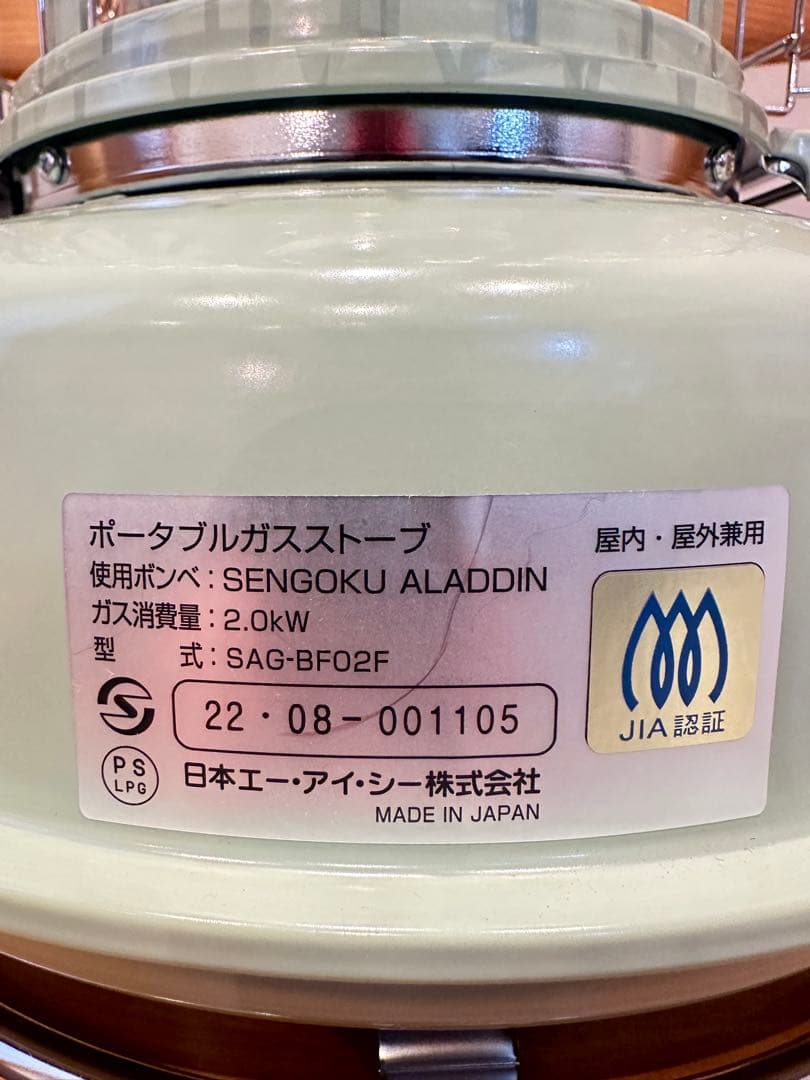 ポータブルガスストーブ
屋内・屋外兼用
使用ボンベ：SENGOKU ALADDIN
ガス消費量：2.0kW
型　式：SAG-BF02F
22・08-001105
JIA 認証
PS
LPG
日本エー・アイ・シー株式会社
MADE IN JAPAN